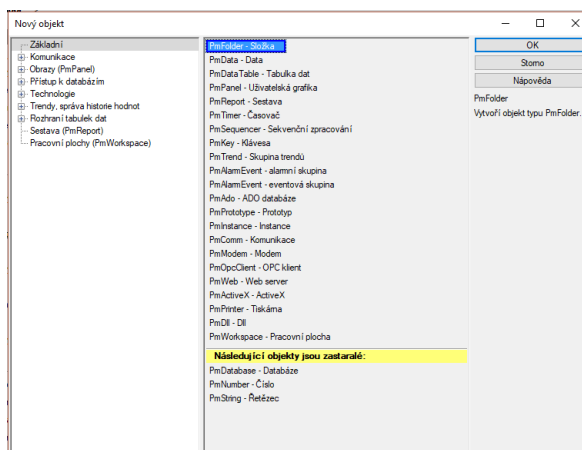 Nový objekt
Základní
Komunikace
Obrazy (PmPanel)
Přístup k databázím
Technologie
Trendy, správa historie hodnot
Rozhraní tabulek dat
Sestava (PmReport)
Pracovní plochy (PmWorkspace)
PmFolder - Složka
PmData - Data
PmDataTable - Tabulka dat
PmPanel - Uživatelská grafika
PmReport - Sestava
PmTimer - Časovač
PmSequencer - Sekvenční zpracování
PmKey - Klávesa
PmTrend - Skupina trendů
PmAlarmEvent - alarmní skupina
PmAlarmEvent - eventová skupina
PmAdo - ADO databáze
PmPrototype - Prototyp
PmInstance - Instance
PmComm - Komunikace
PmModem - Modem
PmOpcClient - OPC klient
PmWeb - Web server
PmActiveX - ActiveX
PmPrinter - Tiskárna
PmDll - Dll
PmWorkspace - Pracovní plocha
Následující objekty jsou zastaralé:
PmDatabase - Databáze
PmNumber - Číslo
PmString - Řetězec
OK
Storno
Nápověda
PmFolder
Vytvoří objekt typu PmFolder.